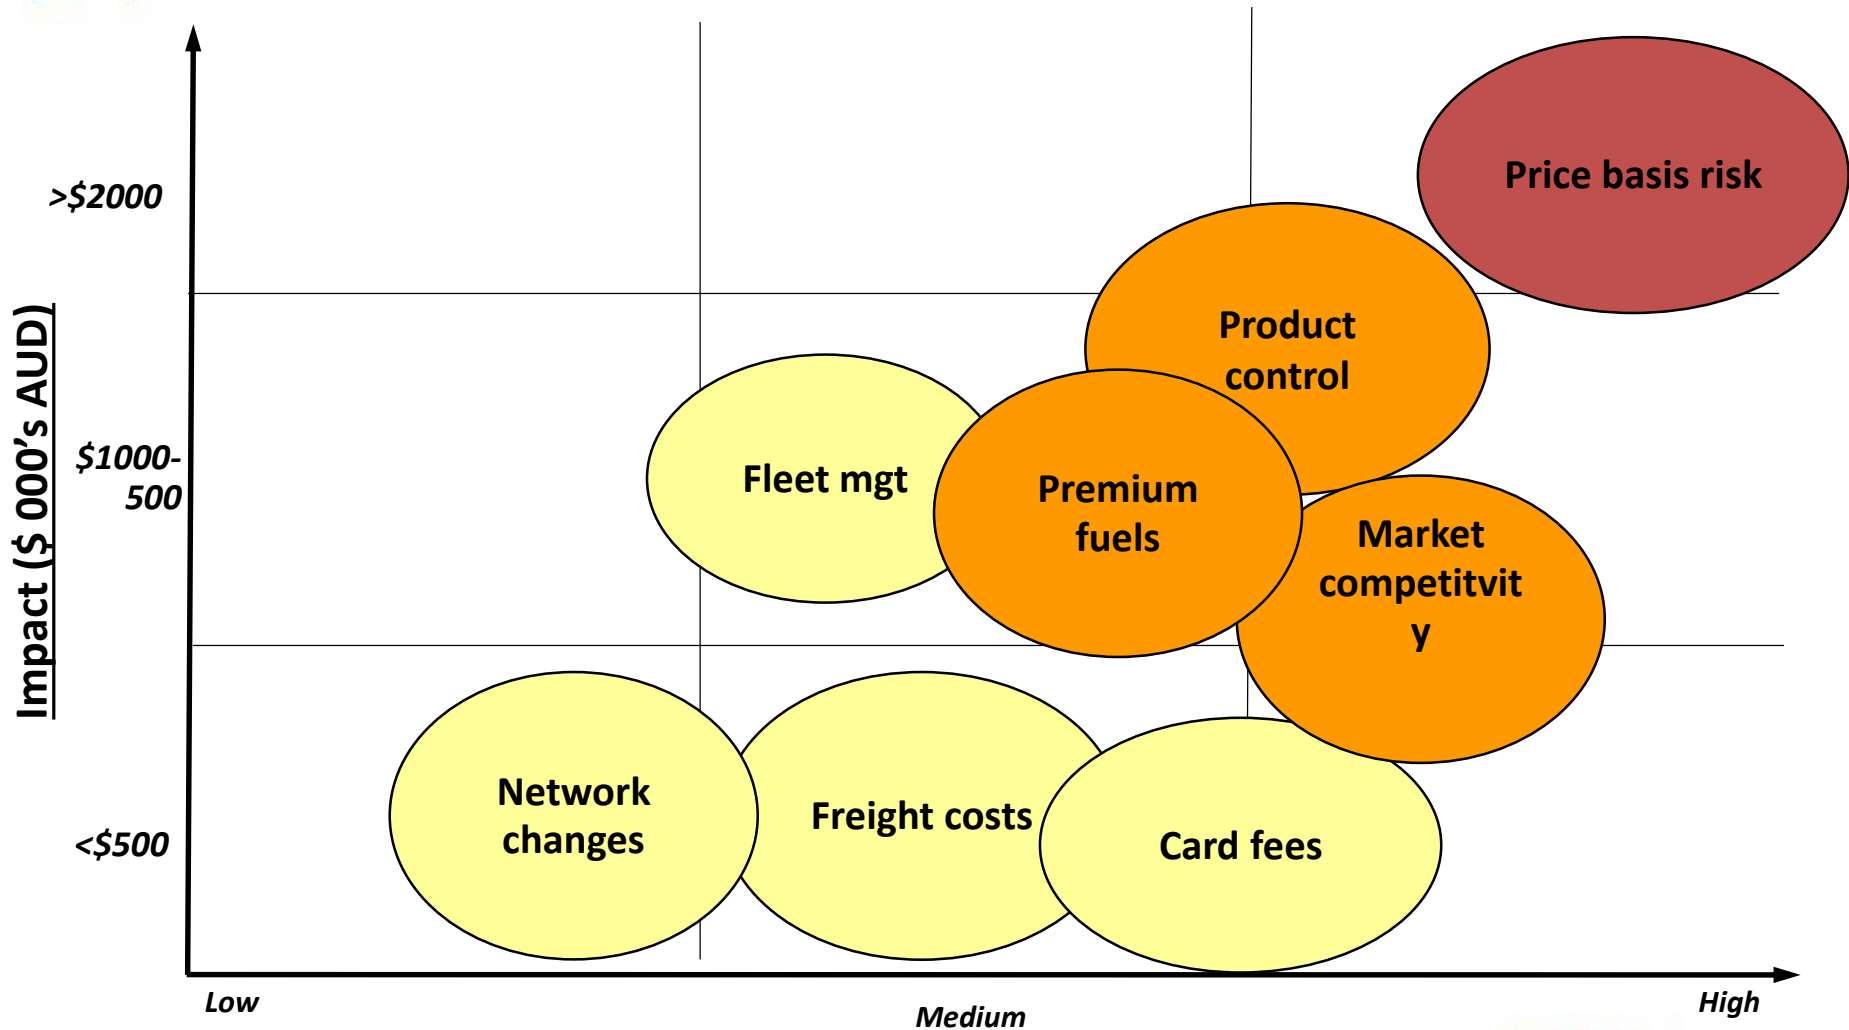 Impact ($ 000's AUD)
>$2000
$1000-
500
<$500
Price basis risk
Product
control
Fleet mgt
Premium
fuels
Market
competitvit
y
Network
changes
Freight costs
Card fees
Low
Medium
High